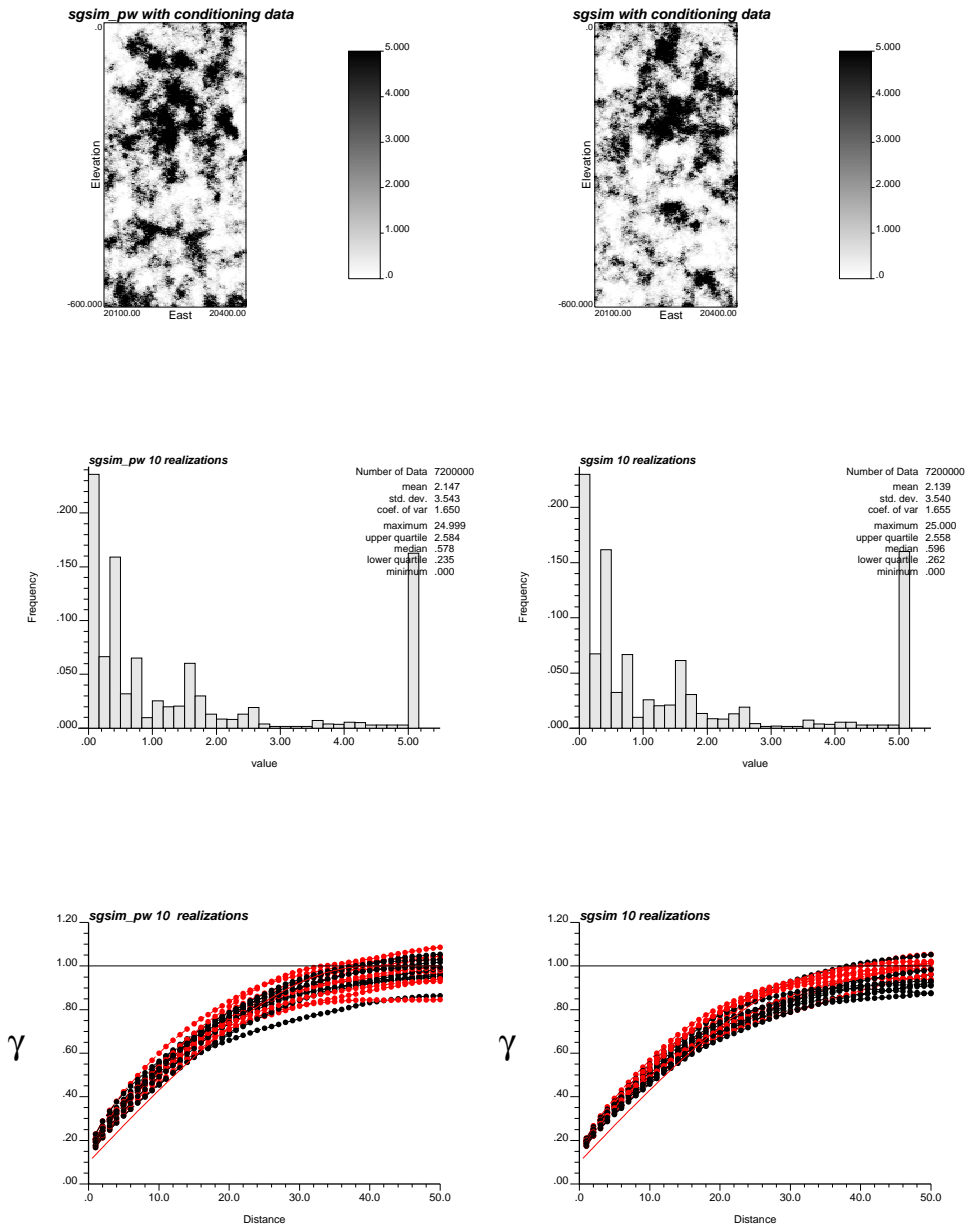 sgsim_pw with conditioning data
.0
Elevation
-600.000
20100.00
East
20400.00
5.000
4.000
3.000
2.000
1.000
.0
sgsim with conditioning data
.0
Elevation
-600.000
20100.00
East
20400.00
5.000
4.000
3.000
2.000
1.000
.0
sgsim_pw 10 realizations
Number of Data 7200000
mean 2.147
std. dev. 3.543
coef. of var 1.650
maximum 24.999
upper quartile 2.584
median .578
lower quartile .235
minimum .000
Frequency
.200
.150
.100
.050
.000
.00 1.00 2.00 3.00 4.00 5.00
value
sgsim 10 realizations
Number of Data 7200000
mean 2.139
std. dev. 3.540
coef. of var 1.655
maximum 25.000
upper quartile 2.558
median .596
lower quartile .262
minimum .000
Frequency
.200
.150
.100
.050
.000
.00 1.00 2.00 3.00 4.00 5.00
value
sgsim_pw 10 realizations
γ
1.20
1.00
.80
.60
.40
.20
.00
.0 10.0 20.0 30.0 40.0 50.0
Distance
sgsim 10 realizations
γ
1.20
1.00
.80
.60
.40
.20
.00
.0 10.0 20.0 30.0 40.0 50.0
Distance